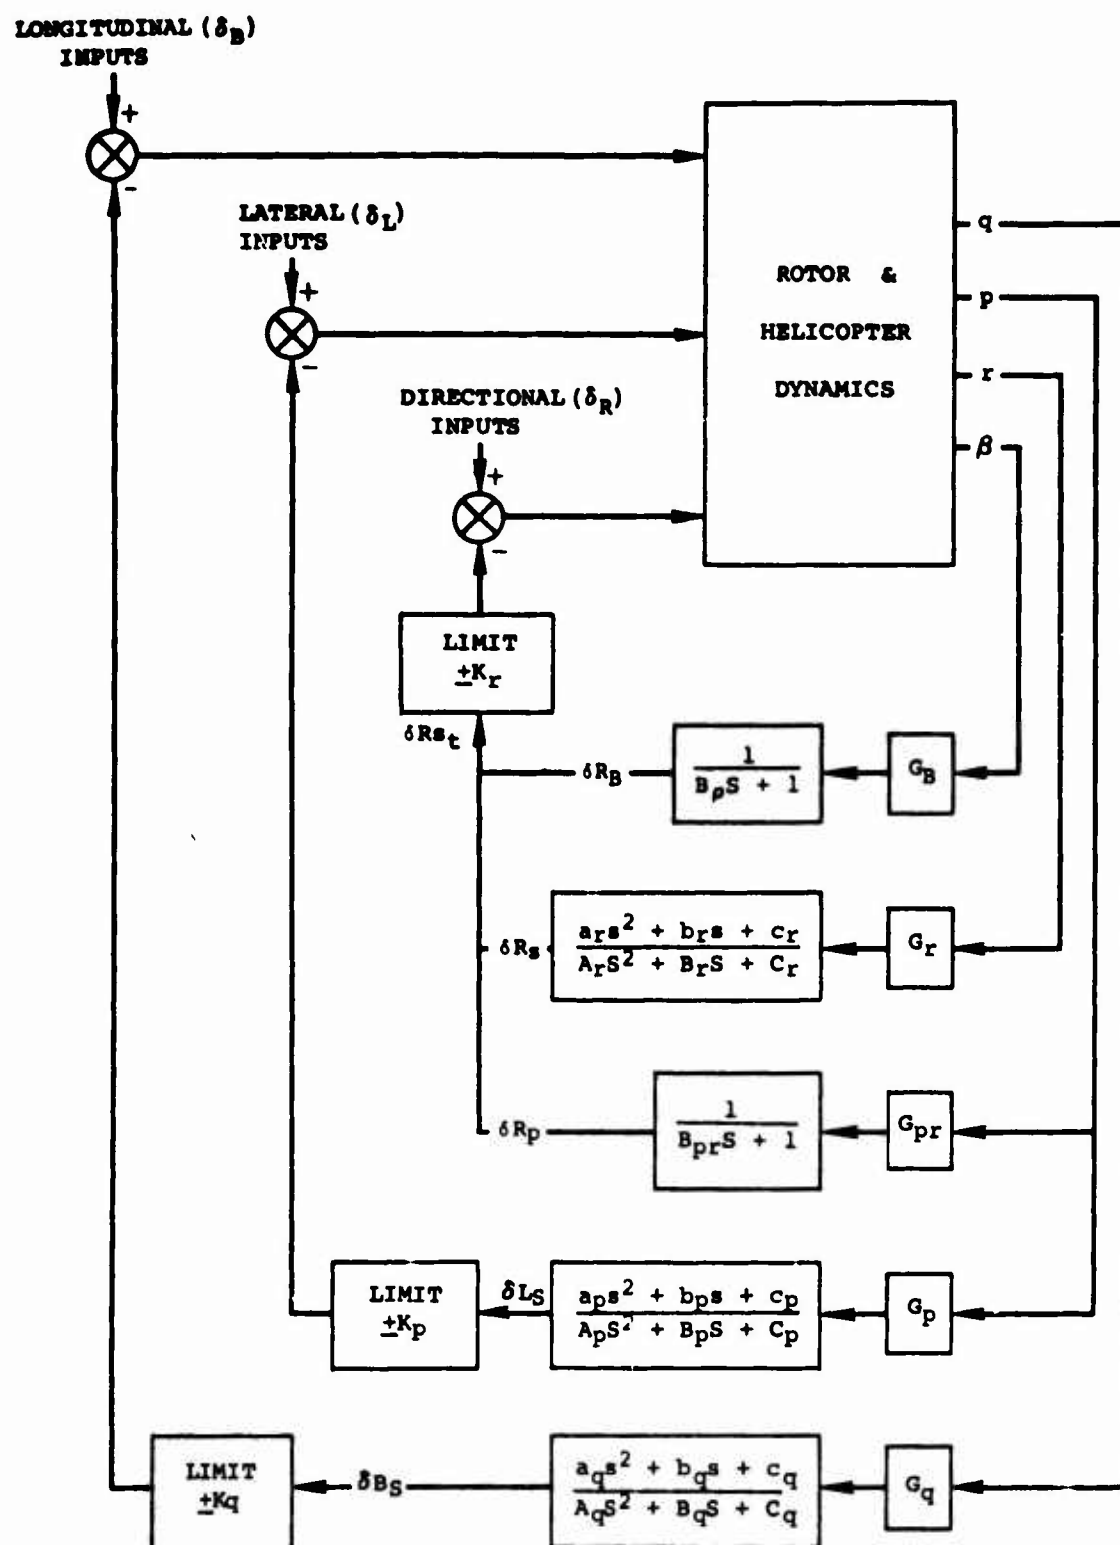 LONGITUDINAL (δB)
INPUTS
+
-
LATERAL (δL)
INPUTS
+
-
DIRECTIONAL (δR)
INPUTS
+
-
ROTOR &
HELICOPTER
DYNAMICS
q
p
r
β
LIMIT
±Kr
δRst
δRB
1
BρS + 1
GB
δRs
ars² + brs + cr
ArS² + BrS + Cr
Gr
δRp
1
BprS + 1
Gpr
LIMIT
±Kp
δLS
aps² + bps + cp
ApS² + BpS + Cp
Gp
LIMIT
±Kq
δBS
aqs² + bqs + cq
AqS² + BqS + Cq
Gq